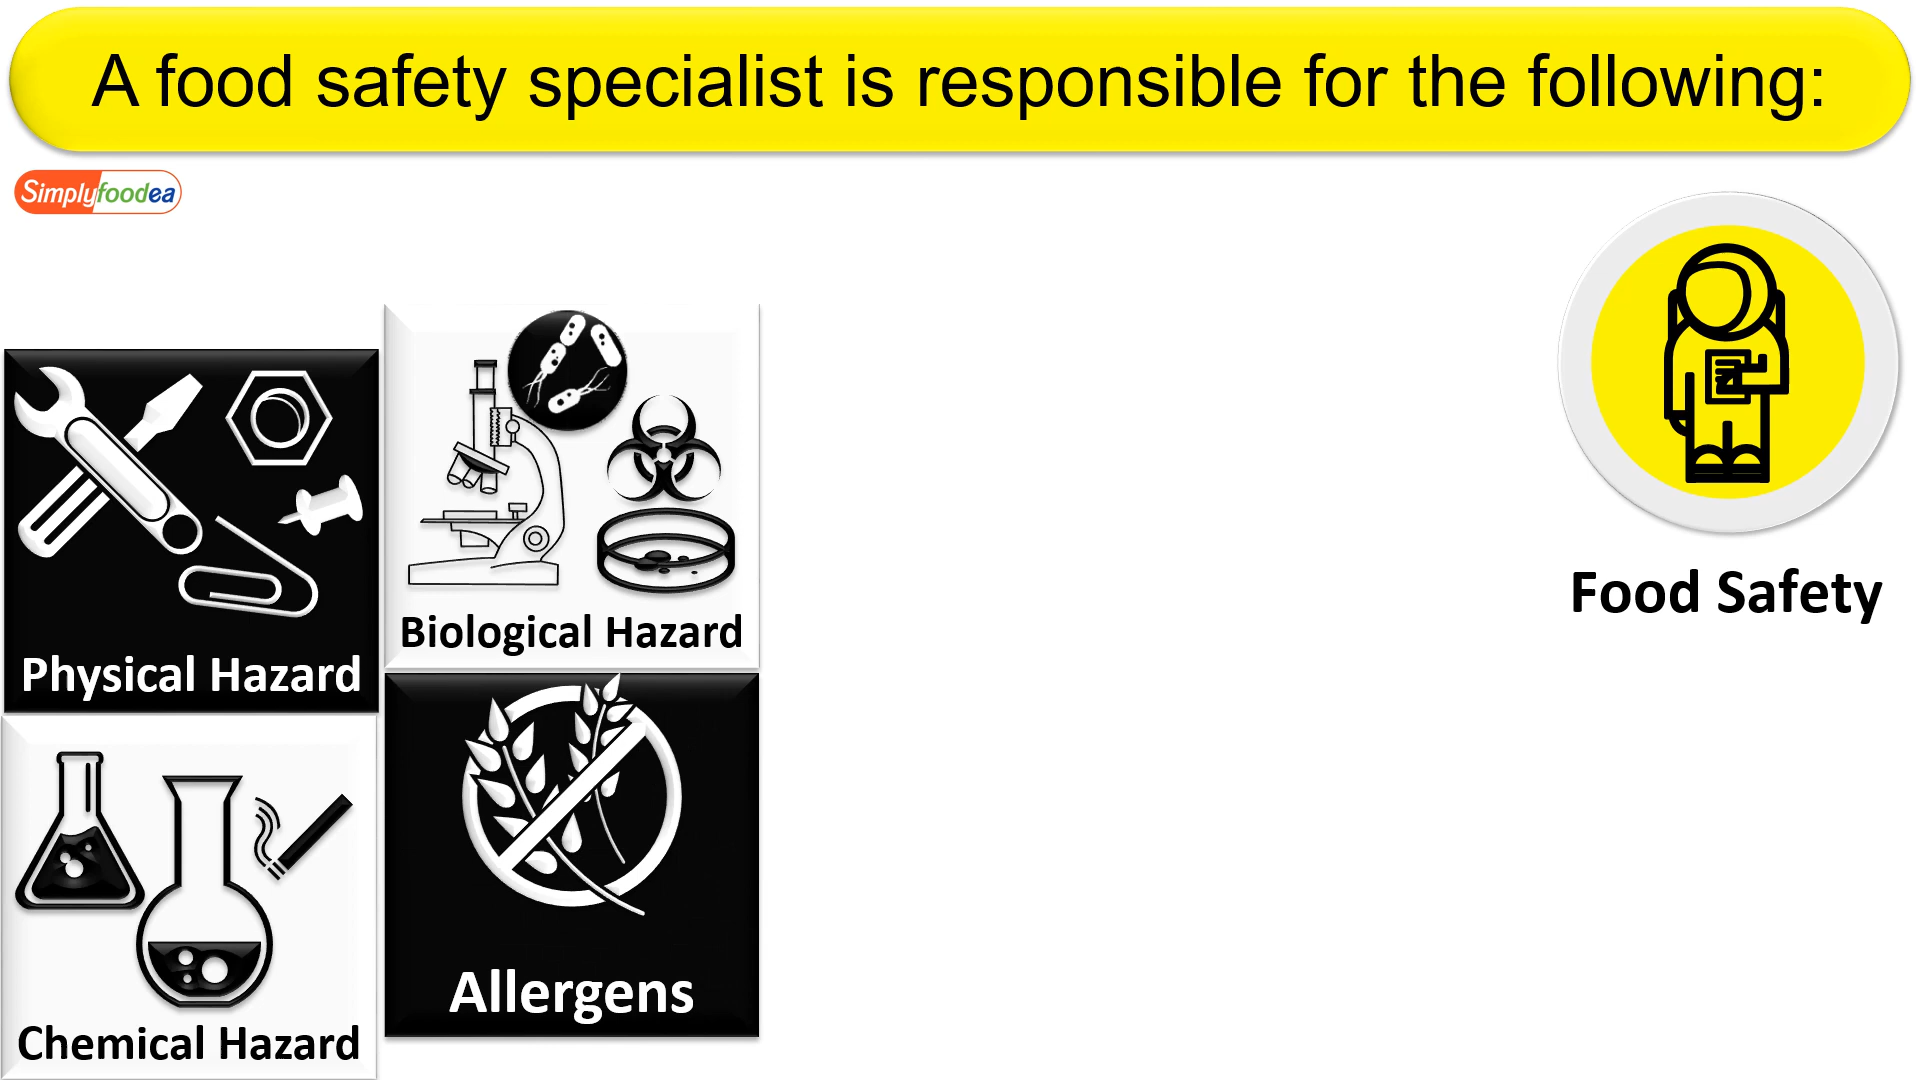 A food safety specialist is responsible for the following:
Simplyfoodea
Food Safety
Biological Hazard
Physical Hazard
Allergens
Chemical Hazard